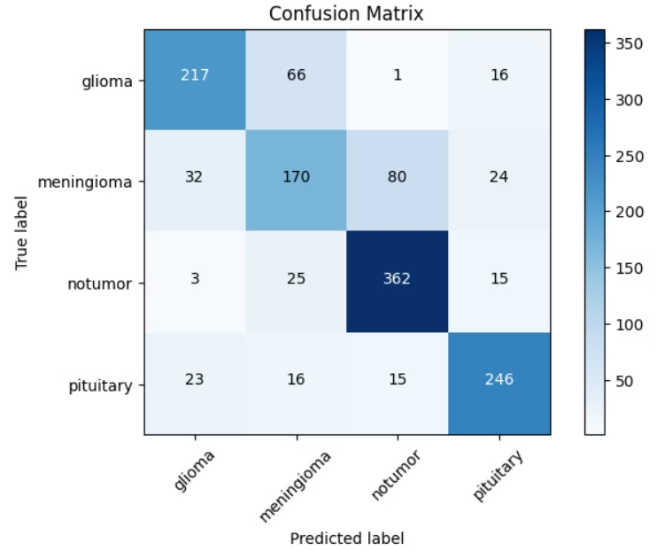 Confusion Matrix
glioma 217 66 1 16
meningioma 32 170 80 24
notumor 3 25 362 15
pituitary 23 16 15 246
True label
glioma meningioma notumor pituitary
Predicted label
350
300
250
200
150
100
50